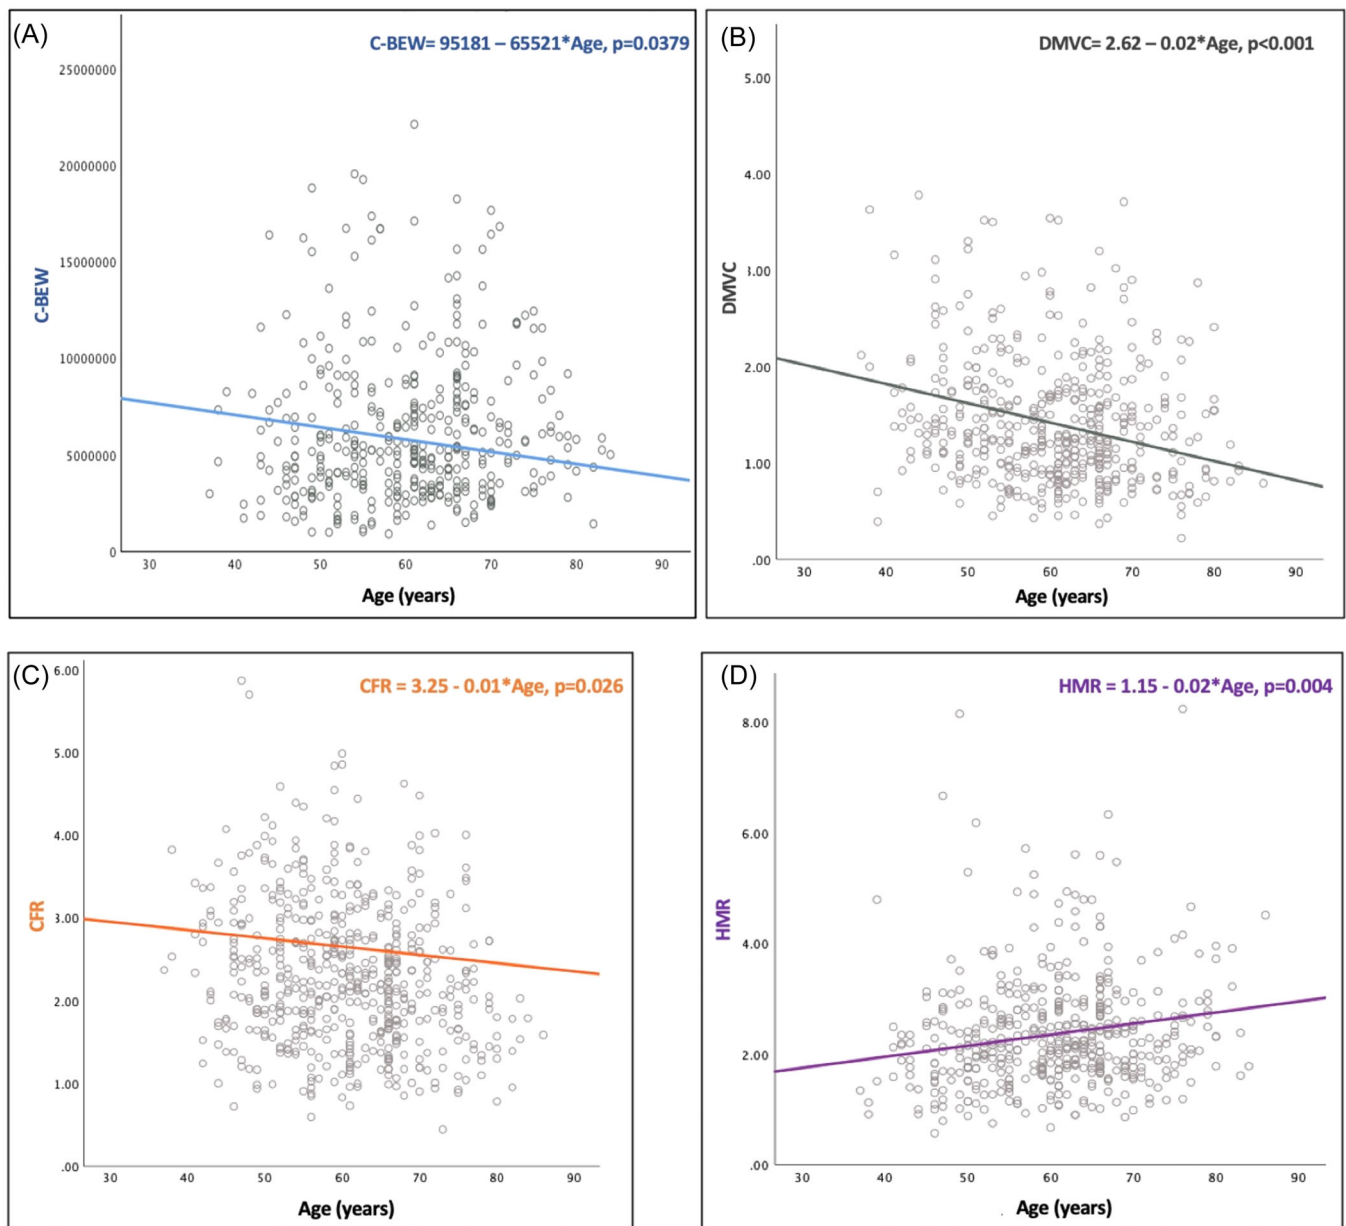 (A)
C-BEW= 95181 – 65521*Age, p=0.0379
25000000
20000000
15000000
10000000
5000000
0
C-BEW
30 40 50 60 70 80 90
Age (years)
(B)
DMVC= 2.62 – 0.02*Age, p<0.001
5.00
4.00
3.00
2.00
1.00
.00
DMVC
30 40 50 60 70 80 90
Age (years)
(C)
CFR = 3.25 - 0.01*Age, p=0.026
6.00
5.00
4.00
3.00
2.00
1.00
.00
CFR
30 40 50 60 70 80 90
Age (years)
(D)
HMR = 1.15 - 0.02*Age, p=0.004
8.00
6.00
4.00
2.00
.00
HMR
30 40 50 60 70 80 90
Age (years)